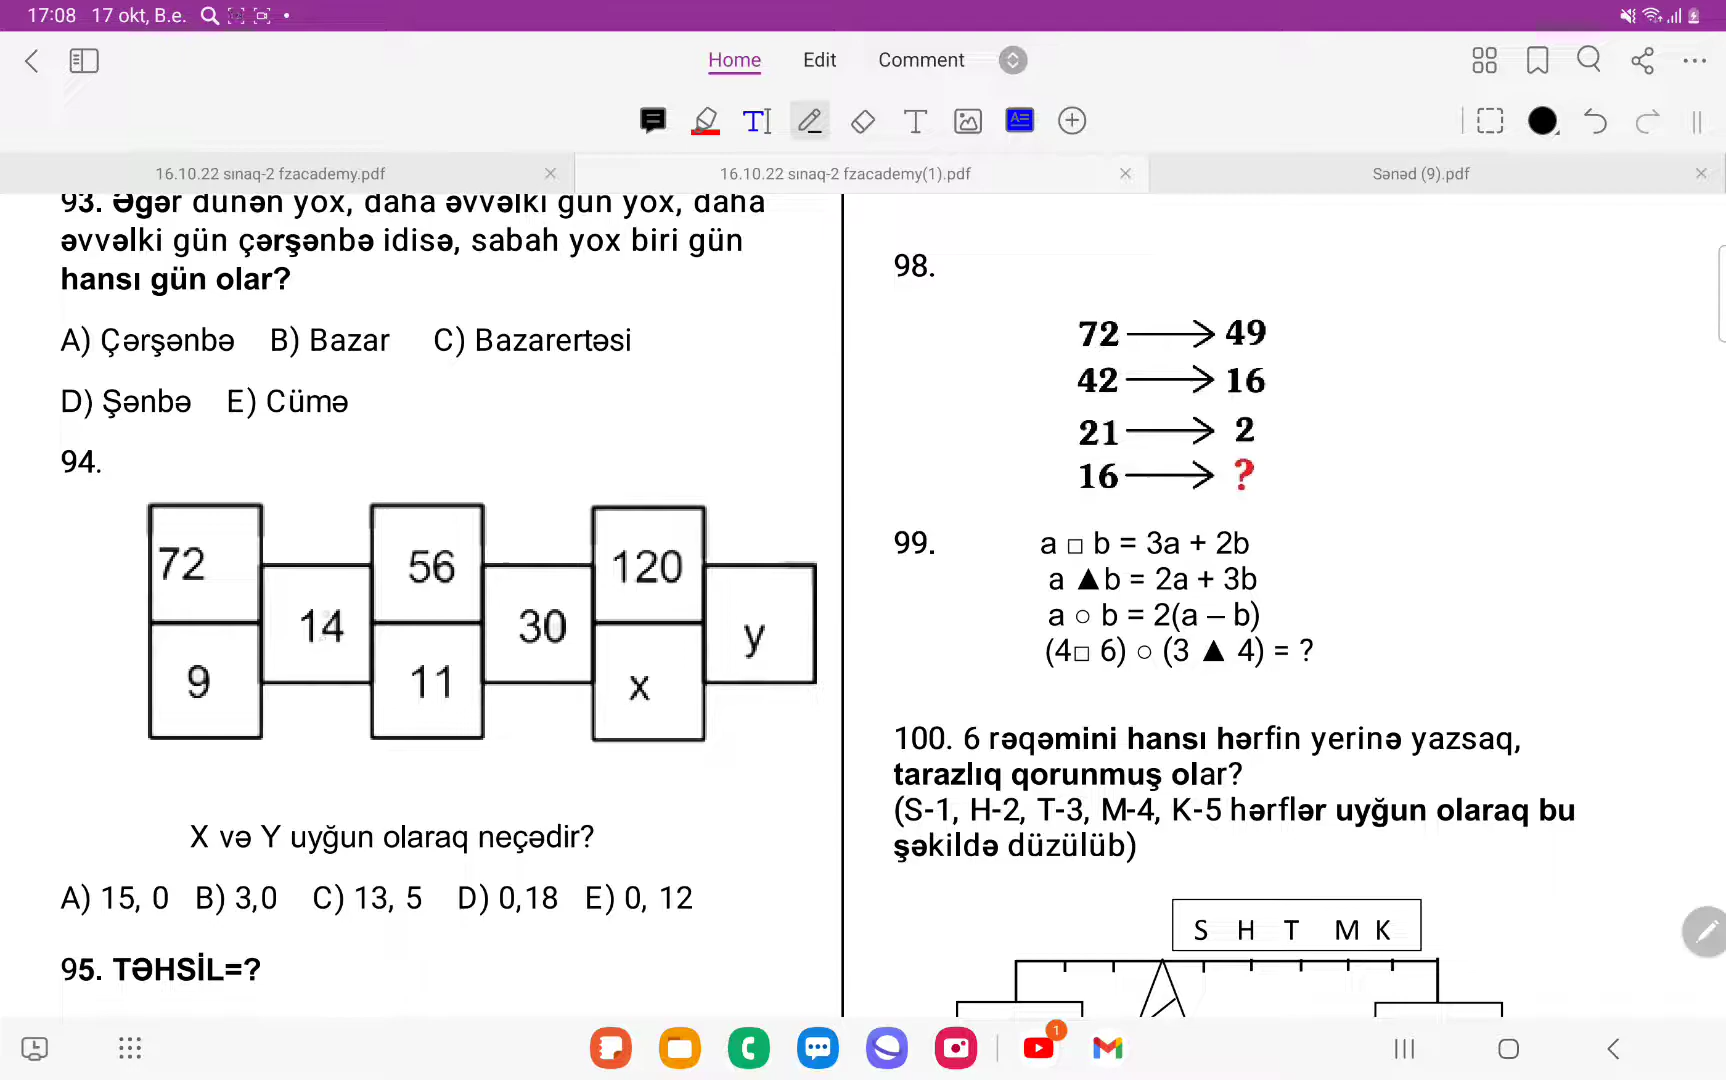 17:08 17 okt, B.e.
Home Edit Comment
16.10.22 sınaq-2 fzacademy.pdf
16.10.22 sınaq-2 fzacademy(1).pdf
Sənəd (9).pdf
93. Əgər dünən yox, daha əvvəlki gün yox, daha
əvvəlki gün çərşənbə idisə, sabah yox biri gün
hansı gün olar?
A) Çərşənbə B) Bazar C) Bazarertəsi
D) Şənbə E) Cümə
94.
72 56 120
14 30 y
9 11 x
X və Y uyğun olaraq neçədir?
A) 15, 0 B) 3,0 C) 13, 5 D) 0,18 E) 0, 12
95. TƏHSİL=?
98.
72 → 49
42 → 16
21 → 2
16 → ?
99. a □ b = 3a + 2b
a ▲b = 2a + 3b
a ○ b = 2(a – b)
(4□ 6) ○ (3 ▲ 4) = ?
100. 6 rəqəmini hansı hərfin yerinə yazsaq,
tarazlıq qorunmuş olar?
(S-1, H-2, T-3, M-4, K-5 hərflər uyğun olaraq bu
şəkildə düzülüb)
S H T M K
1